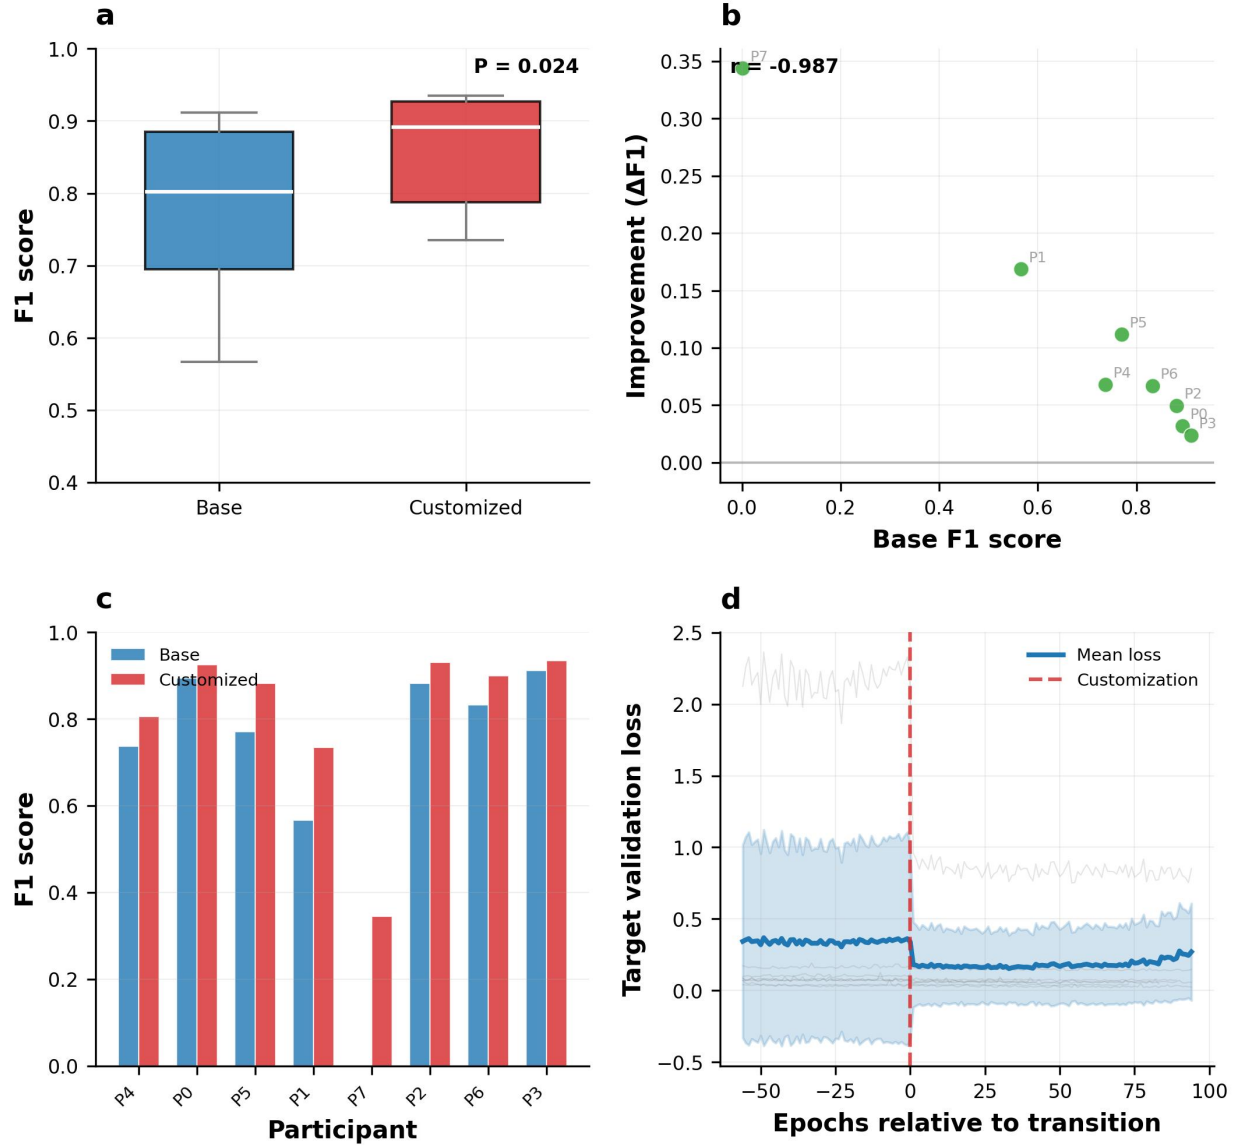 a
P = 0.024
1.0
0.9
0.8
0.7
0.6
0.5
0.4
F1 score
Base
Customized
b
r = -0.987
0.35
0.30
0.25
0.20
0.15
0.10
0.05
0.00
Improvement (ΔF1)
P7
P1
P5
P4
P6
P2
P0
P3
0.0
0.2
0.4
0.6
0.8
Base F1 score
c
Base
Customized
1.0
0.8
0.6
0.4
0.2
0.0
F1 score
P4
P0
P5
P1
P7
P2
P6
P3
Participant
d
Mean loss
Customization
2.5
2.0
1.5
1.0
0.5
0.0
−0.5
Target validation loss
−50
−25
0
25
50
75
100
Epochs relative to transition